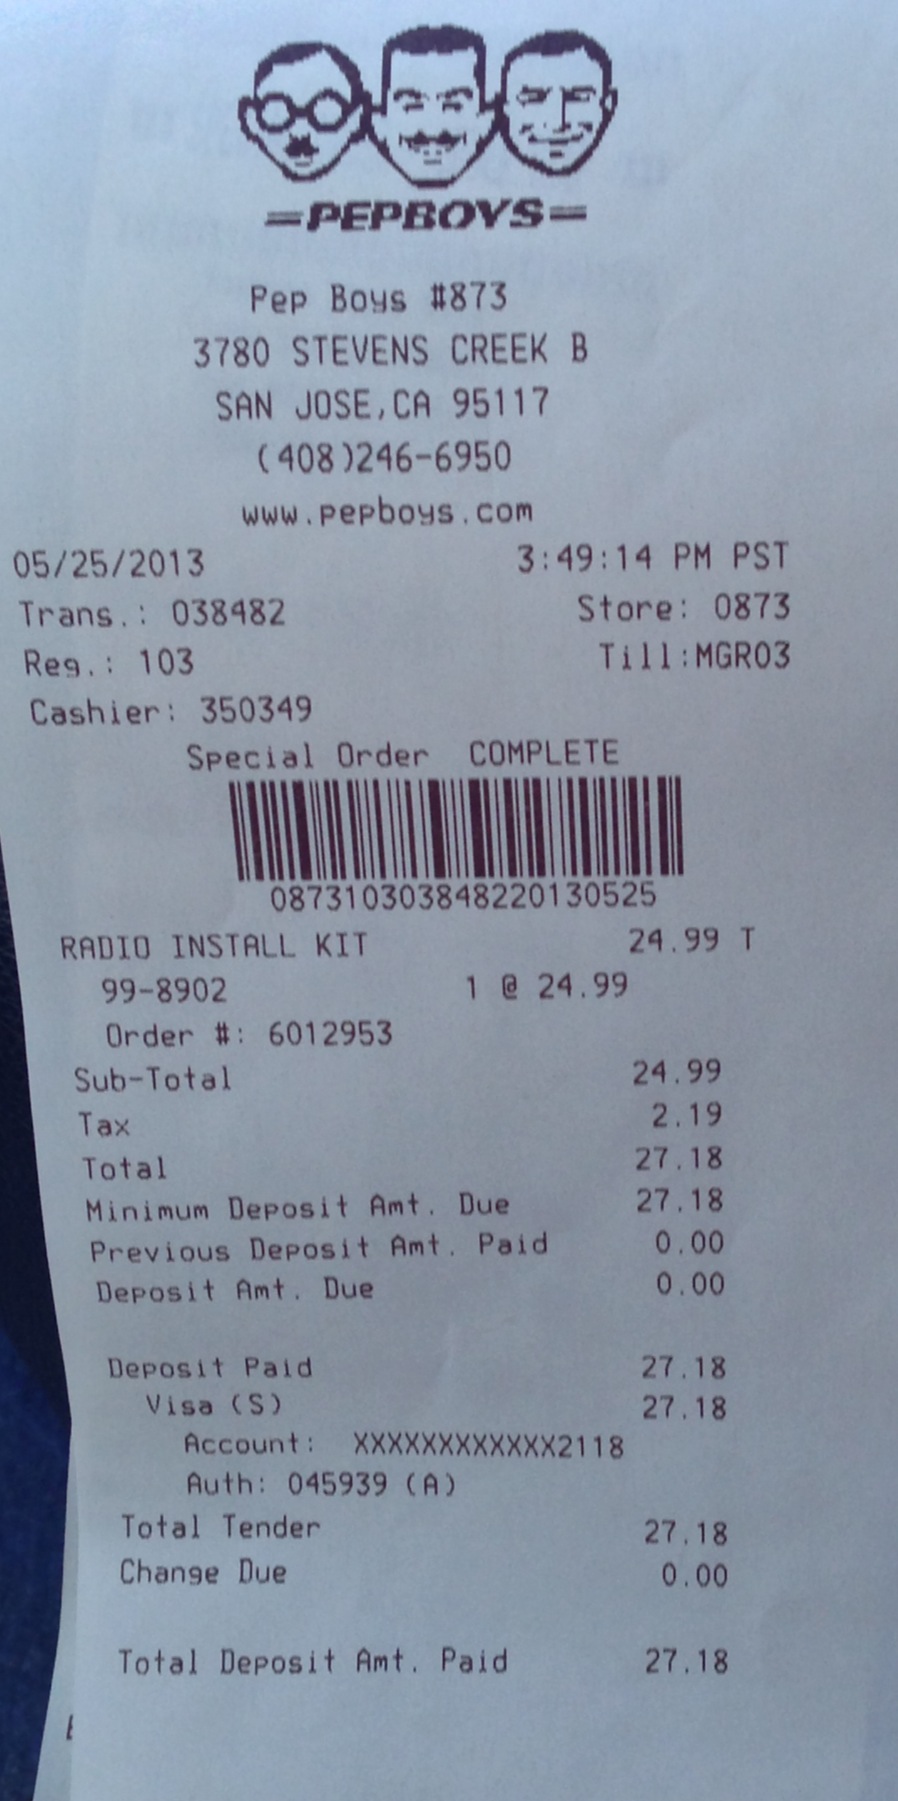 =PEPBOYS=
Pep Boys #873
3780 STEVENS CREEK B
SAN JOSE,CA 95117
(408)246-6950
www.pepboys.com
05/25/2013 3:49:14 PM PST
Trans.: 038482 Store: 0873
Reg.: 103 Till:MGR03
Cashier: 350349
Special Order COMPLETE
087310303848220130525
RADIO INSTALL KIT 24.99 T
99-8902 1 @ 24.99
Order #: 6012953
Sub-Total 24.99
Tax 2.19
Total 27.18
Minimum Deposit Amt. Due 27.18
Previous Deposit Amt. Paid 0.00
Deposit Amt. Due 0.00
Deposit Paid 27.18
Visa (S) 27.18
Account: XXXXXXXXXXXX2118
Auth: 045939 (A)
Total Tender 27.18
Change Due 0.00
Total Deposit Amt. Paid 27.18